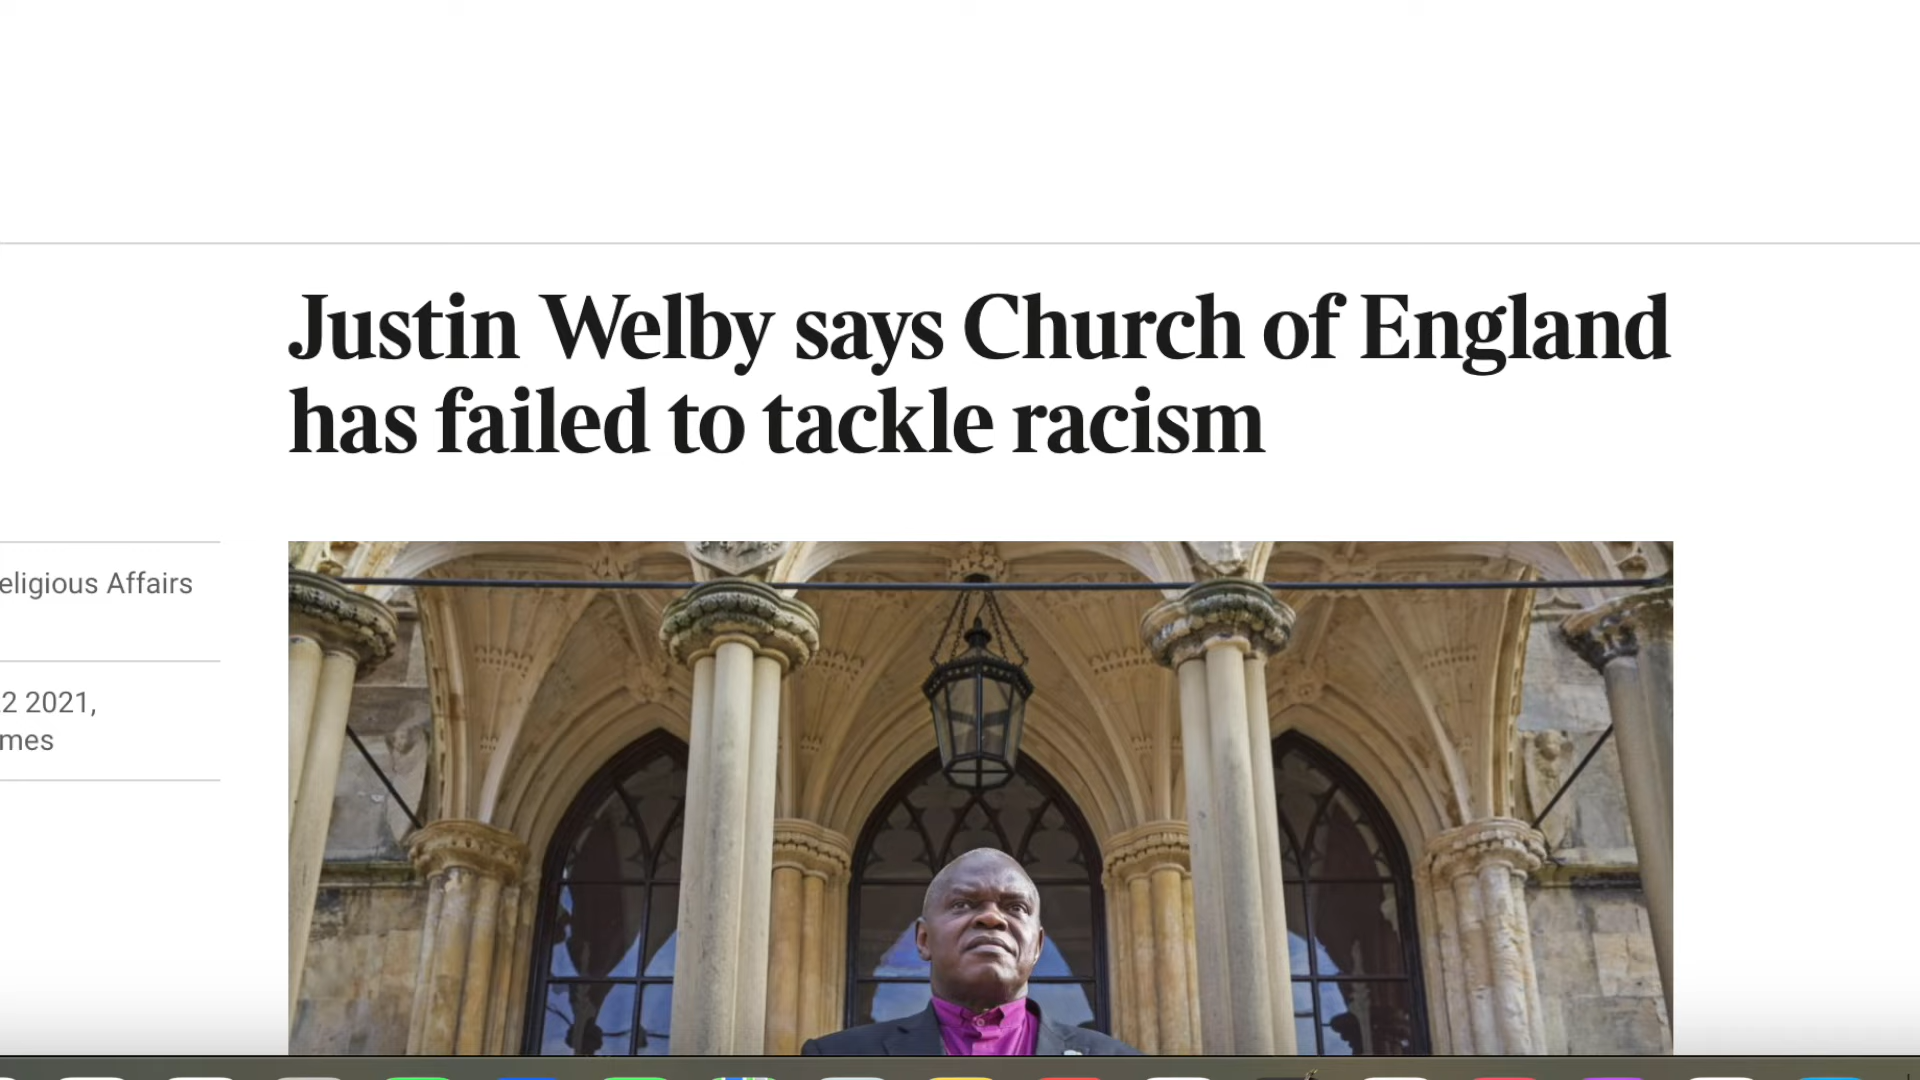 Justin Welby says Church of England
has failed to tackle racism
eligious Affairs
2 2021,
mes